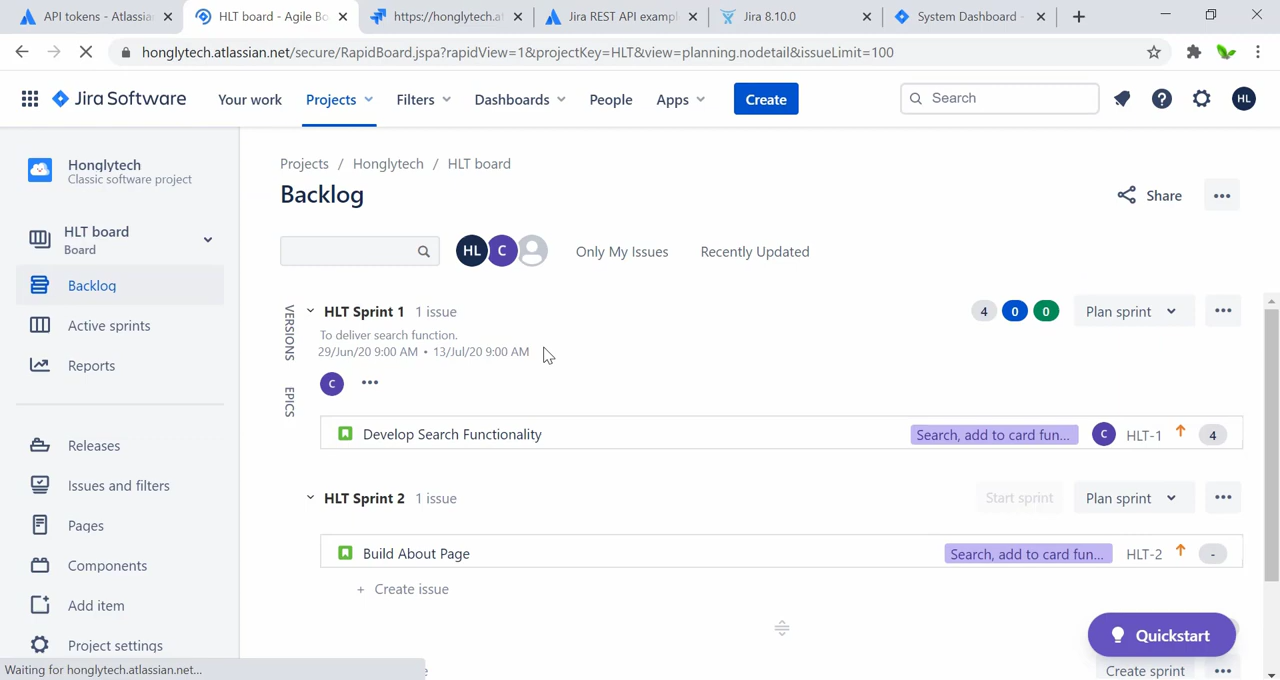 API tokens - Atlassian
HLT board - Agile Bo
https://honglytech.at
Jira REST API exampl
Jira 8.10.0
System Dashboard -
honglytech.atlassian.net/secure/RapidBoard.jspa?rapidView=1&projectKey=HLT&view=planning.nodetail&issueLimit=100
Jira Software
Your work
Projects
Filters
Dashboards
People
Apps
Create
Search
HL
Honglytech
Classic software project
HLT board
Board
Backlog
Active sprints
Reports
Releases
Issues and filters
Pages
Components
Add item
Project settings
Waiting for honglytech.atlassian.net...
Projects / Honglytech / HLT board
Backlog
Share
HL C
Only My Issues
Recently Updated
VERSIONS
EPICS
HLT Sprint 1 1 issue
4 0 0 Plan sprint
To deliver search function.
29/Jun/20 9:00 AM • 13/Jul/20 9:00 AM
C
Develop Search Functionality Search, add to card fun... C HLT-1 4
HLT Sprint 2 1 issue Start sprint Plan sprint
Build About Page Search, add to card fun... HLT-2 -
+ Create issue
Quickstart
Create sprint